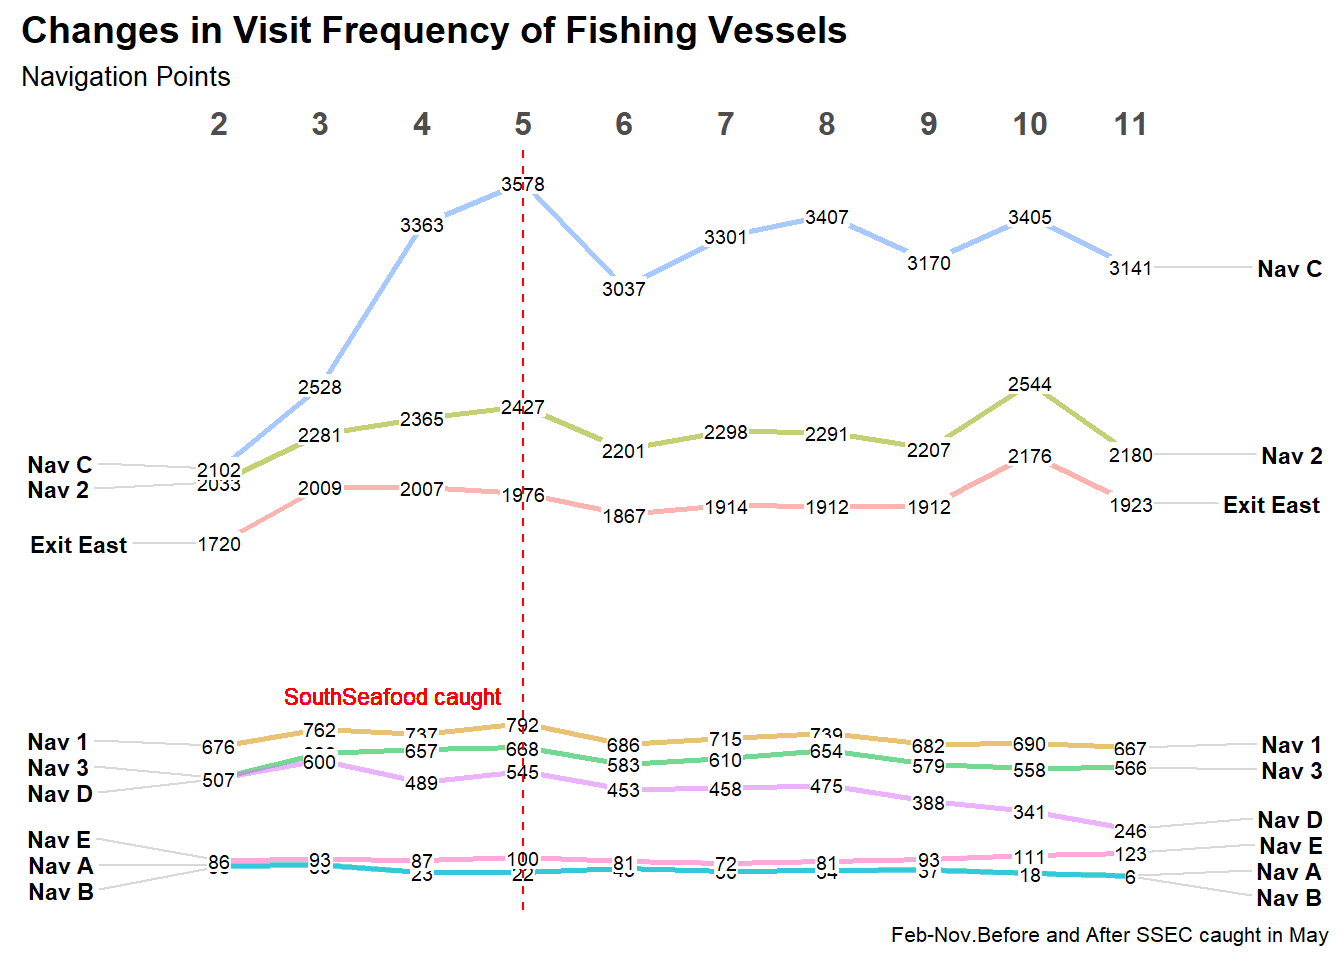 Changes in Visit Frequency of Fishing Vessels
Navigation Points
2 3 4 5 6 7 8 9 10 11
3578
3363 3407 3405
3301
3170 3141 Nav C
3037
2528 2544
2427
2365
2281 2298 2291
2201 2207 2176 2180 Nav 2
Nav C 2102
Nav 2 2033
2009 2007 1976
1867 1914 1912 1912 1923 Exit East
Exit East 1720
SouthSeafood caught
762 737 792
Nav 1 676 686 715 739 682 690 667 Nav 1
657 668 654
Nav 3 600 583 610 579 558 566 Nav 3
507 489 545
Nav D 453 458 475
388 341 Nav D
246
Nav E 86 93 87 100 81 72 81 93 111 123 Nav E
Nav A 23 22 37 18 6 Nav A
Nav B Nav B
Feb-Nov.Before and After SSEC caught in May